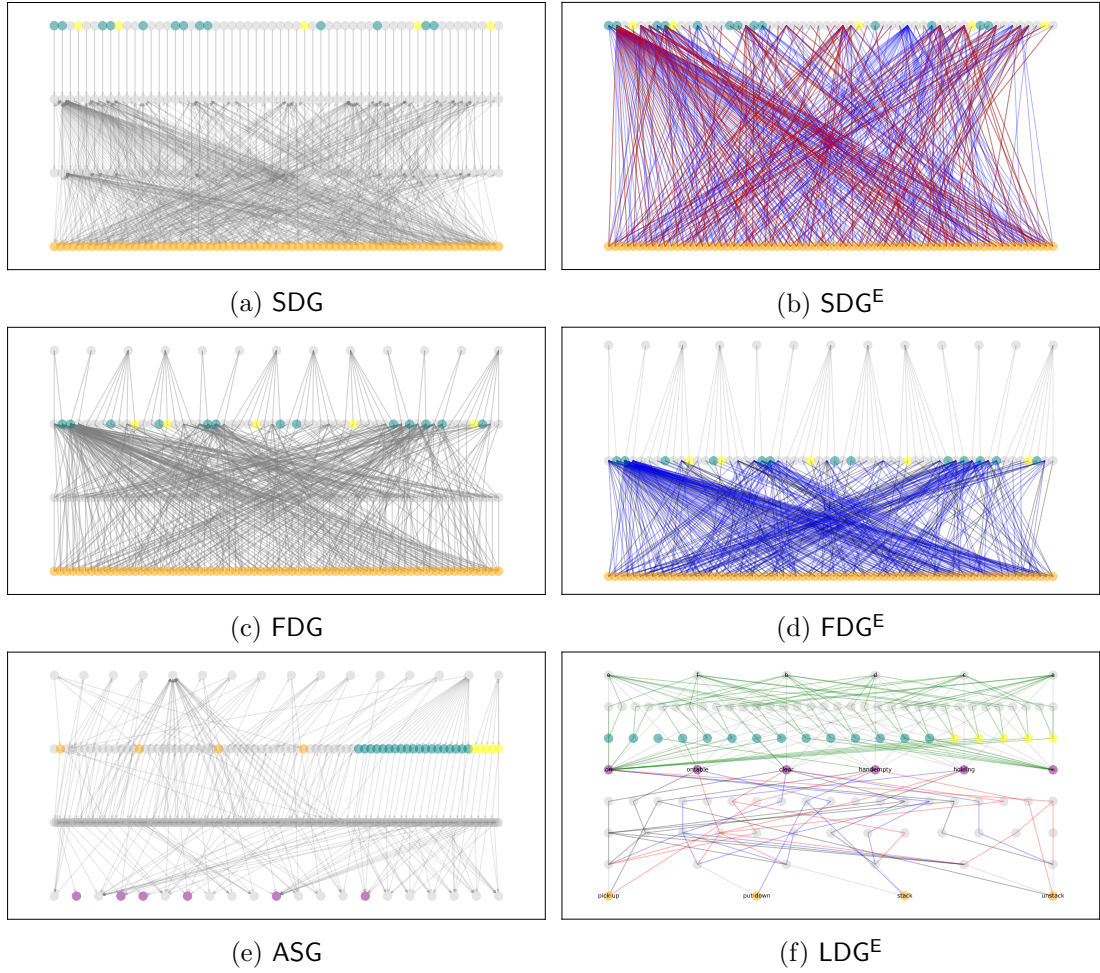 (a) SDG
(b) SDG^E
(c) FDG
(d) FDG^E
e f b d c a
on ontable clear handempty holding =
pick-up put-down stack unstack
(e) ASG
(f) LDG^E